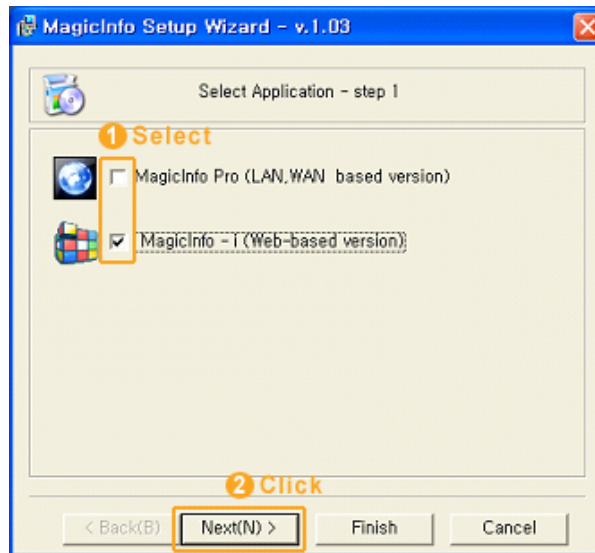 MagicInfo Setup Wizard - v.1.03
Select Application - step 1
1 Select
MagicInfo Pro (LAN,WAN based version)
MagicInfo - i (Web-based version)
2 Click
< Back(B)
Next(N) >
Finish
Cancel